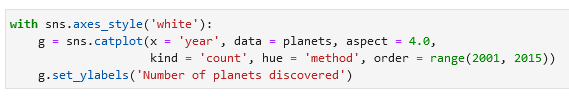 with sns.axes_style('white'):
    g = sns.catplot(x = 'year', data = planets, aspect = 4.0,
                    kind = 'count', hue = 'method', order = range(2001, 2015))
    g.set_ylabels('Number of planets discovered')